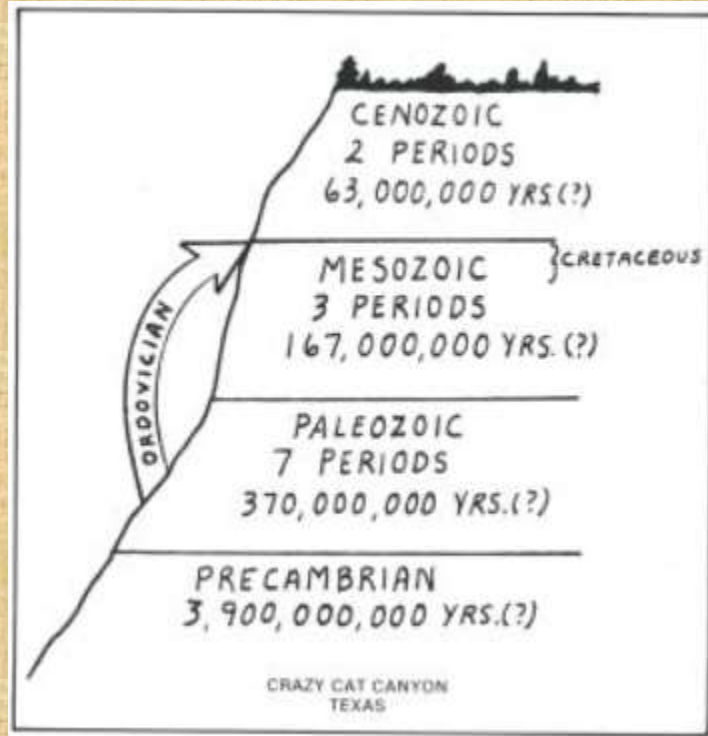 CENOZOIC
2 PERIODS
63,000,000 YRS.(?)
CRETACEOUS
MESOZOIC
3 PERIODS
167,000,000 YRS.(?)
ORDOVICIAN
PALEOZOIC
7 PERIODS
370,000,000 YRS.(?)
PRECAMBRIAN
3,900,000,000 YRS.(?)
CRAZY CAT CANYON
TEXAS